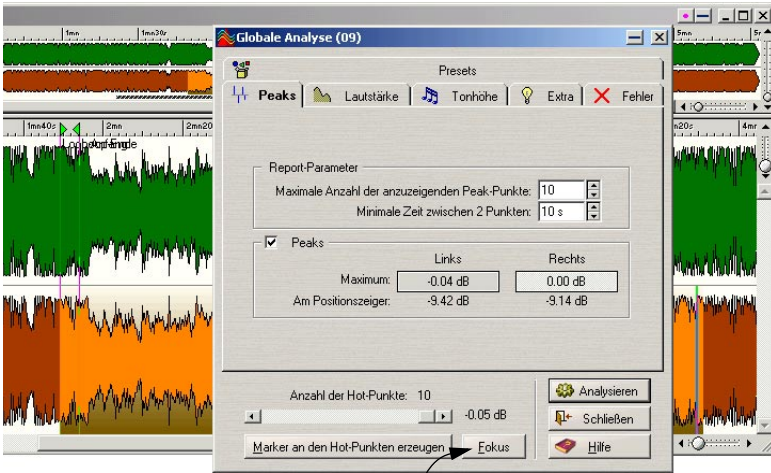 1mn
1mn30s
5mn
5r
Globale Analyse (09)
Presets
Peaks
Lautstärke
Tonhöhe
Extra
Fehler
1mn40s
2mn
2mn20
n20s
4mr
Report-Parameter
Maximale Anzahl der anzuzeigenden Peak-Punkte: 10
Minimale Zeit zwischen 2 Punkten: 10 s
Peaks
Links Rechts
Maximum: -0.04 dB 0.00 dB
Am Positionszeiger: -9.42 dB -9.14 dB
Anzahl der Hot-Punkte: 10
-0.05 dB
Analysieren
Schließen
Marker an den Hot-Punkten erzeugen
Fokus
Hilfe